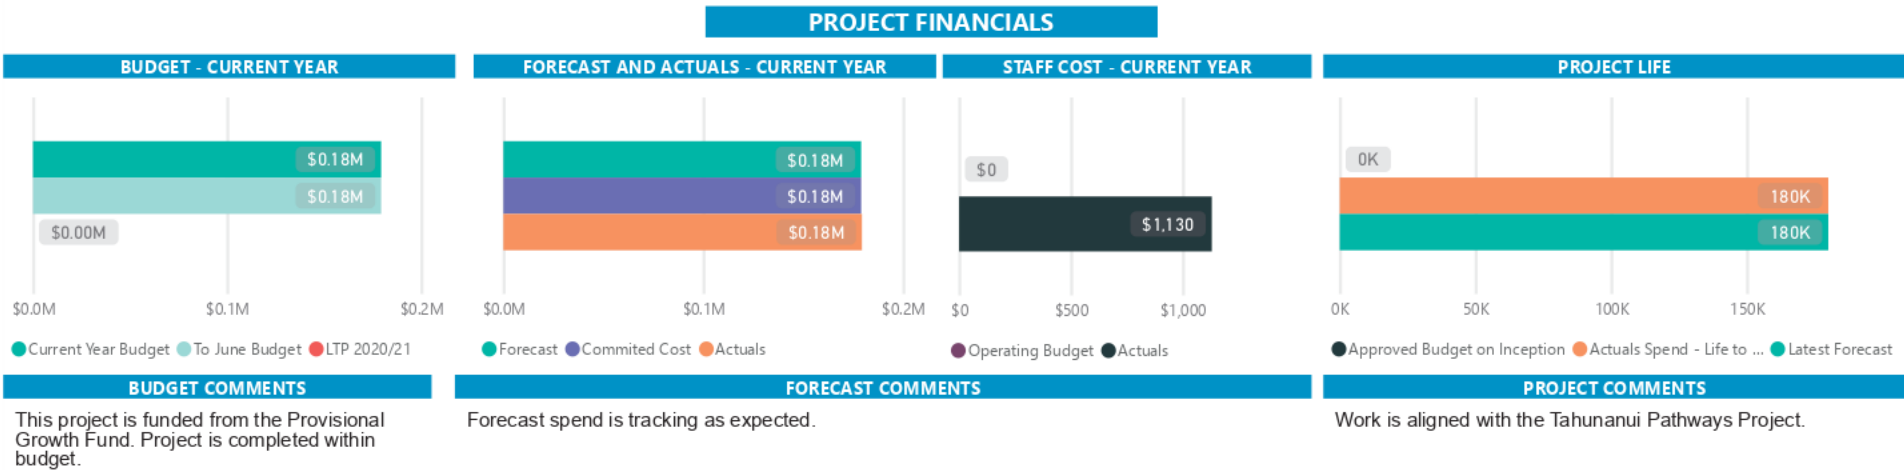 PROJECT FINANCIALS
BUDGET - CURRENT YEAR
$0.18M
$0.18M
$0.00M
$0.0M $0.1M $0.2M
Current Year Budget To June Budget LTP 2020/21
FORECAST AND ACTUALS - CURRENT YEAR
$0.18M
$0.18M
$0.18M
$0.0M $0.1M $0.2M
Forecast Commited Cost Actuals
STAFF COST - CURRENT YEAR
$0
$1,130
$0 $500 $1,000
Operating Budget Actuals
PROJECT LIFE
0K
180K
180K
0K 50K 100K 150K
Approved Budget on Inception Actuals Spend - Life to ... Latest Forecast
BUDGET COMMENTS
This project is funded from the Provisional
Growth Fund. Project is completed within
budget.
FORECAST COMMENTS
Forecast spend is tracking as expected.
PROJECT COMMENTS
Work is aligned with the Tahunanui Pathways Project.